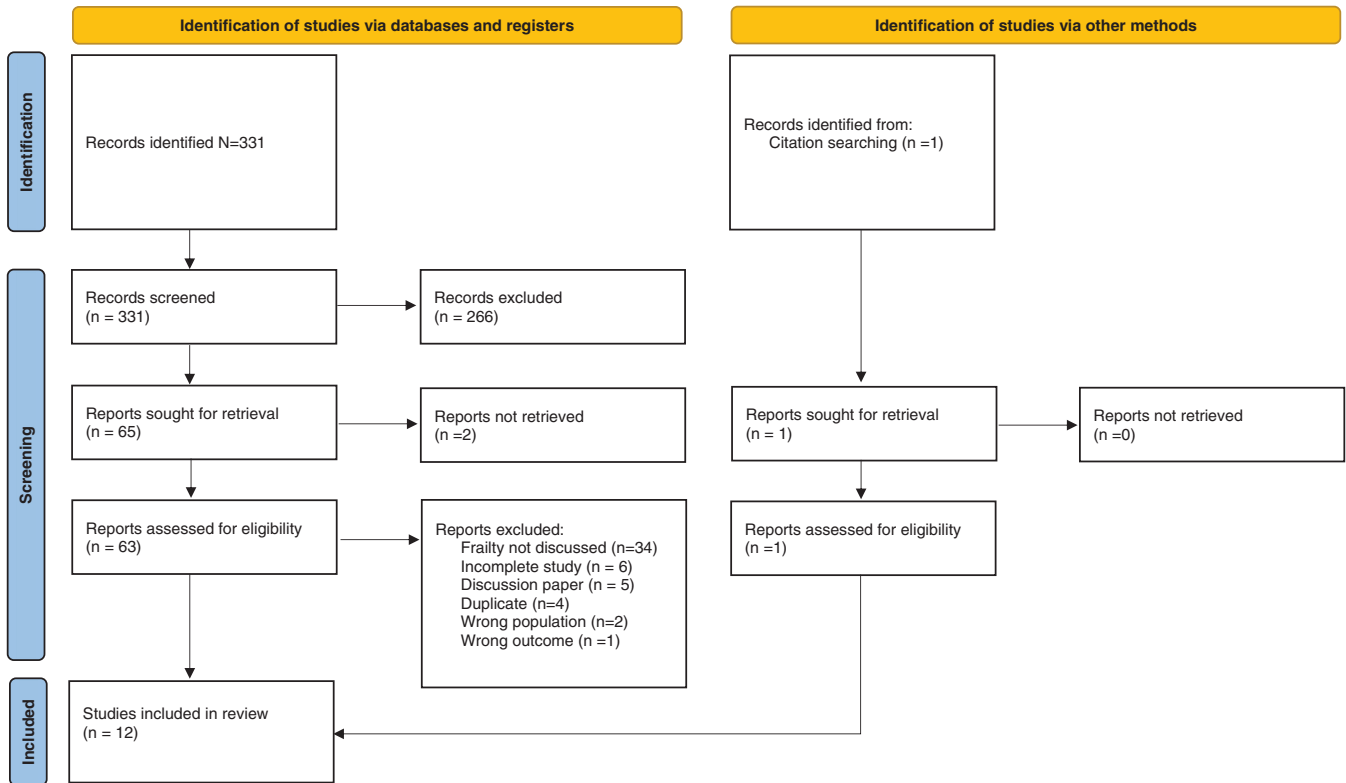 Identification of studies via databases and registers
Identification of studies via other methods
Identification
Records identified N=331
Records identified from:
Citation searching (n =1)
Screening
Records screened
(n = 331)
Records excluded
(n = 266)
Reports sought for retrieval
(n = 65)
Reports not retrieved
(n =2)
Reports sought for retrieval
(n = 1)
Reports not retrieved
(n =0)
Reports assessed for eligibility
(n = 63)
Reports excluded:
Frailty not discussed (n=34)
Incomplete study (n = 6)
Discussion paper (n = 5)
Duplicate (n=4)
Wrong population (n=2)
Wrong outcome (n =1)
Reports assessed for eligibility
(n =1)
Included
Studies included in review
(n = 12)